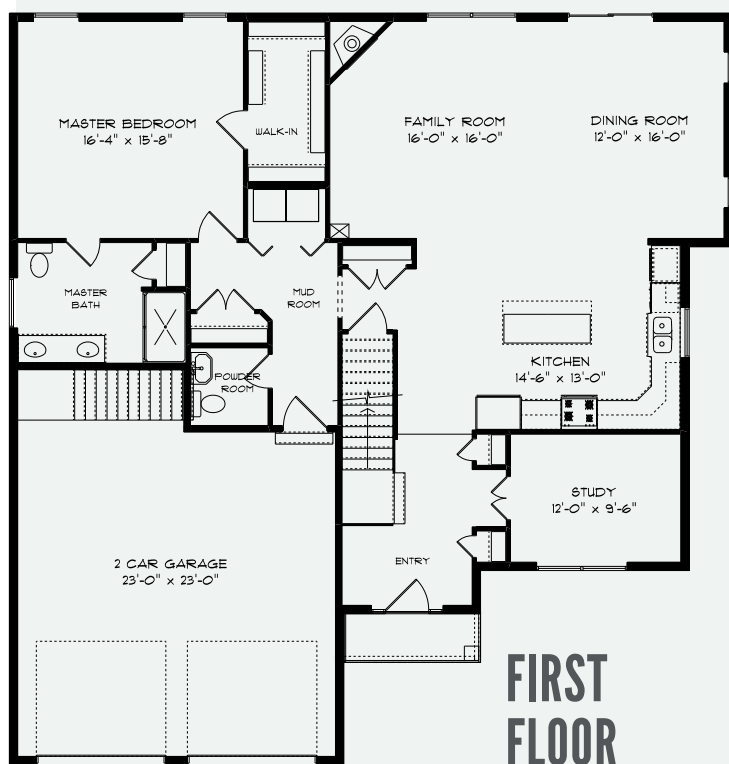 MASTER BEDROOM
16'-4" x 15'-8"
WALK-IN
FAMILY ROOM
16'-0" x 16'-0"
DINING ROOM
12'-0" x 16'-0"
MASTER
BATH
MUD
ROOM
POWDER
ROOM
KITCHEN
14'-6" x 13'-0"
STUDY
12'-0" x 9'-6"
2 CAR GARAGE
23'-0" x 23'-0"
ENTRY
FIRST
FLOOR